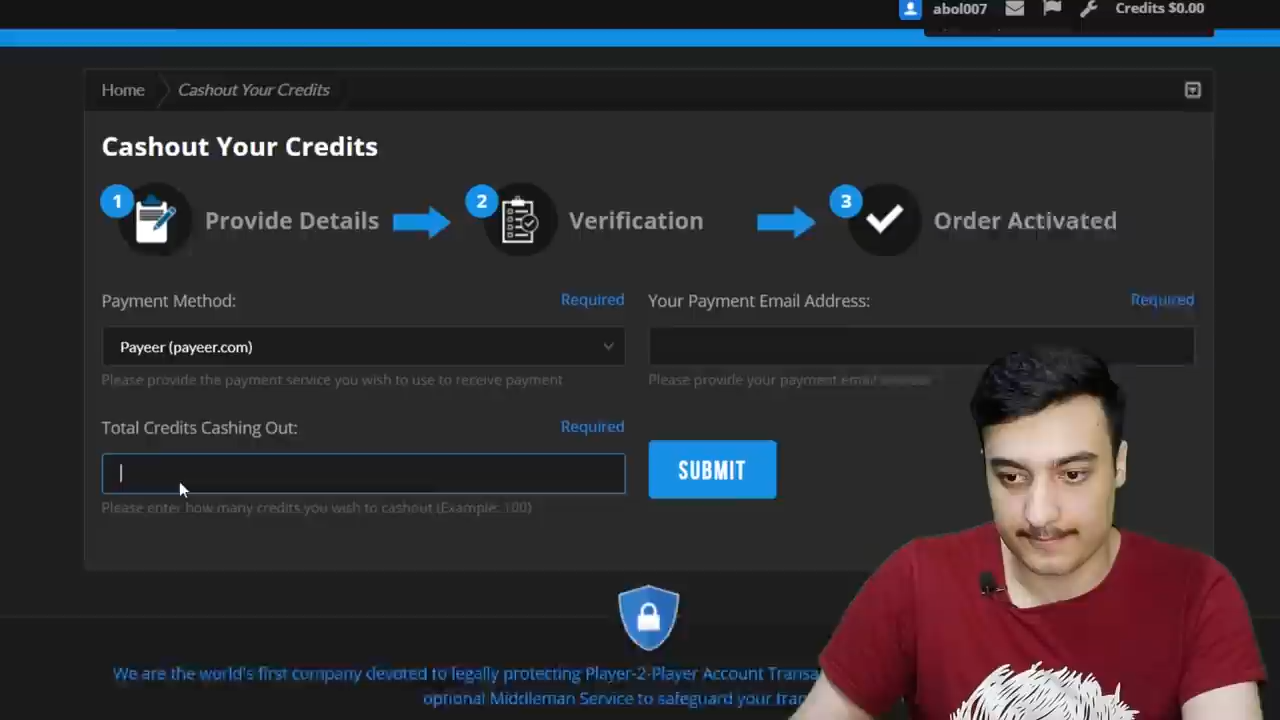 abol007 Credits $0.00
Home Cashout Your Credits
Cashout Your Credits
1 Provide Details 2 Verification 3 Order Activated
Payment Method: Required Your Payment Email Address: Required
Payeer (payeer.com)
Please provide the payment service you wish to use to receive payment Please provide your payment email
Total Credits Cashing Out: Required
SUBMIT
Please enter how many credits you wish to cashout (Example: 100)
We are the world's first company devoted to legally protecting Player-2-Player Account
optional Middleman Service to safeguard your